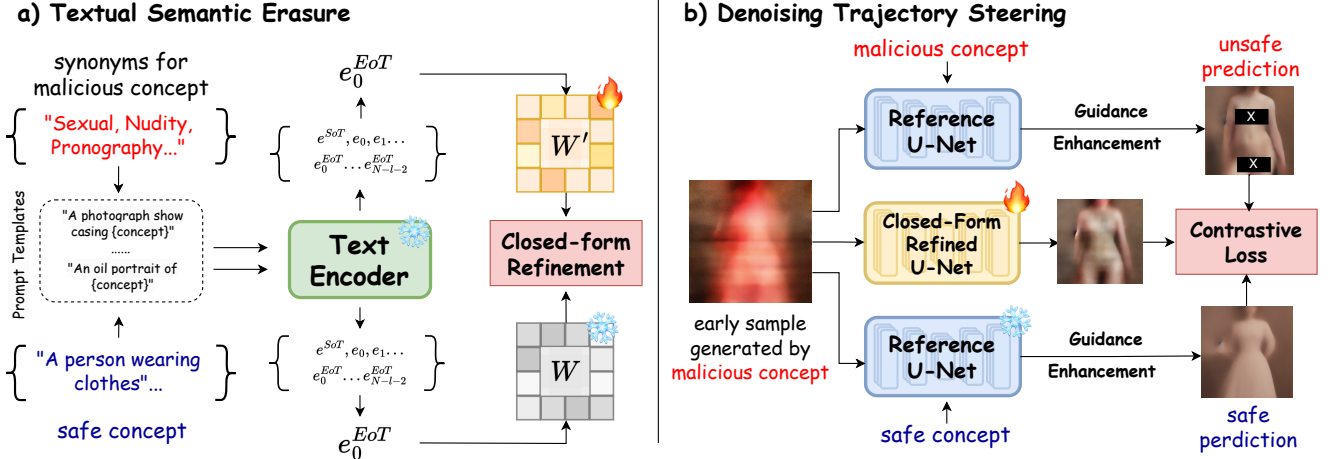 a) Textual Semantic Erasure
synonyms for
malicious concept
"Sexual, Nudity,
Pronography..."
Prompt Templates
"A photograph show
casing {concept}"
......
"An oil portrait of
{concept}"
"A person wearing
clothes"...
safe concept
e_0^{EoT}
e^{SoT}, e_0, e_1...
e_0^{EoT}...e_{N-l-2}^{EoT}
Text
Encoder
e^{SoT}, e_0, e_1...
e_0^{EoT}...e_{N-l-2}^{EoT}
e_0^{EoT}
W'
Closed-form
Refinement
W
b) Denoising Trajectory Steering
malicious concept
unsafe
prediction
Reference
U-Net
Guidance
Enhancement
X
X
early sample
generated by
malicious concept
Closed-Form
Refined
U-Net
Contrastive
Loss
Reference
U-Net
Guidance
Enhancement
safe concept
safe
perdiction